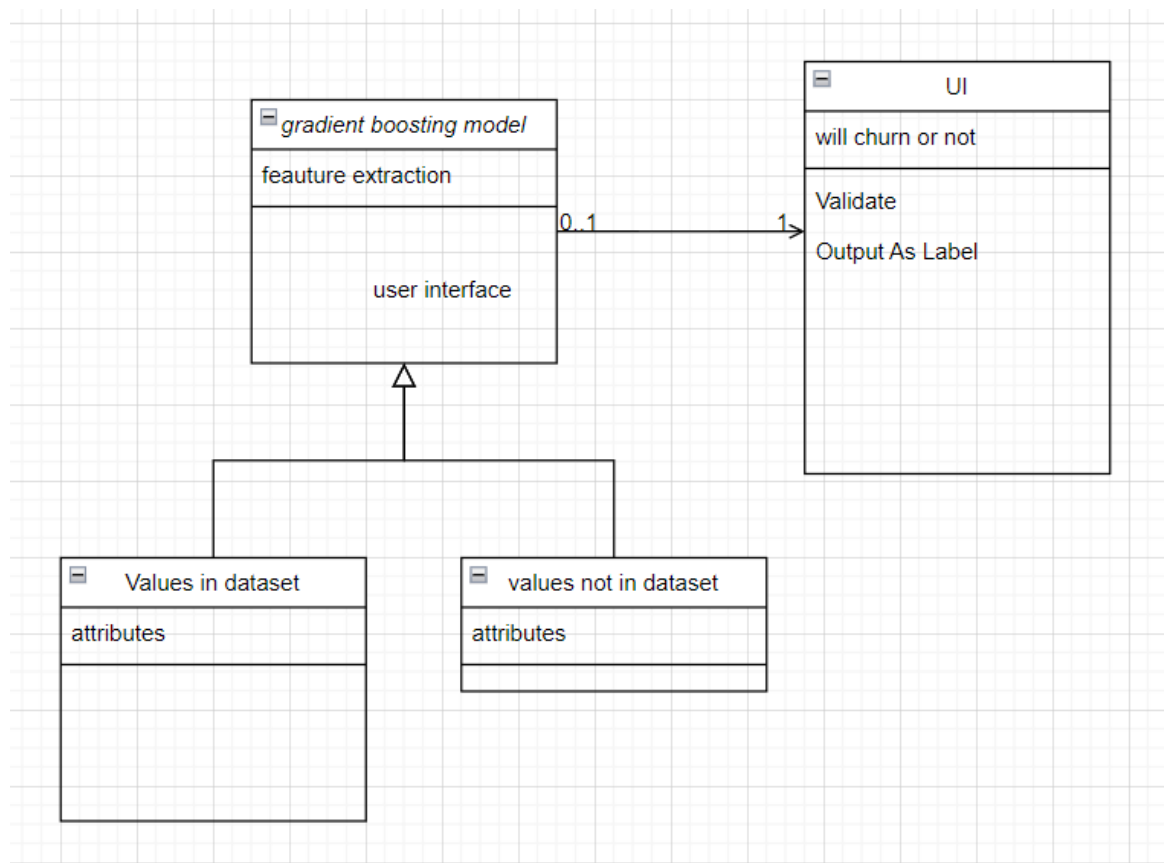 gradient boosting model
feauture extraction
user interface
0..1
1
UI
will churn or not
Validate
Output As Label
Values in dataset
attributes
values not in dataset
attributes